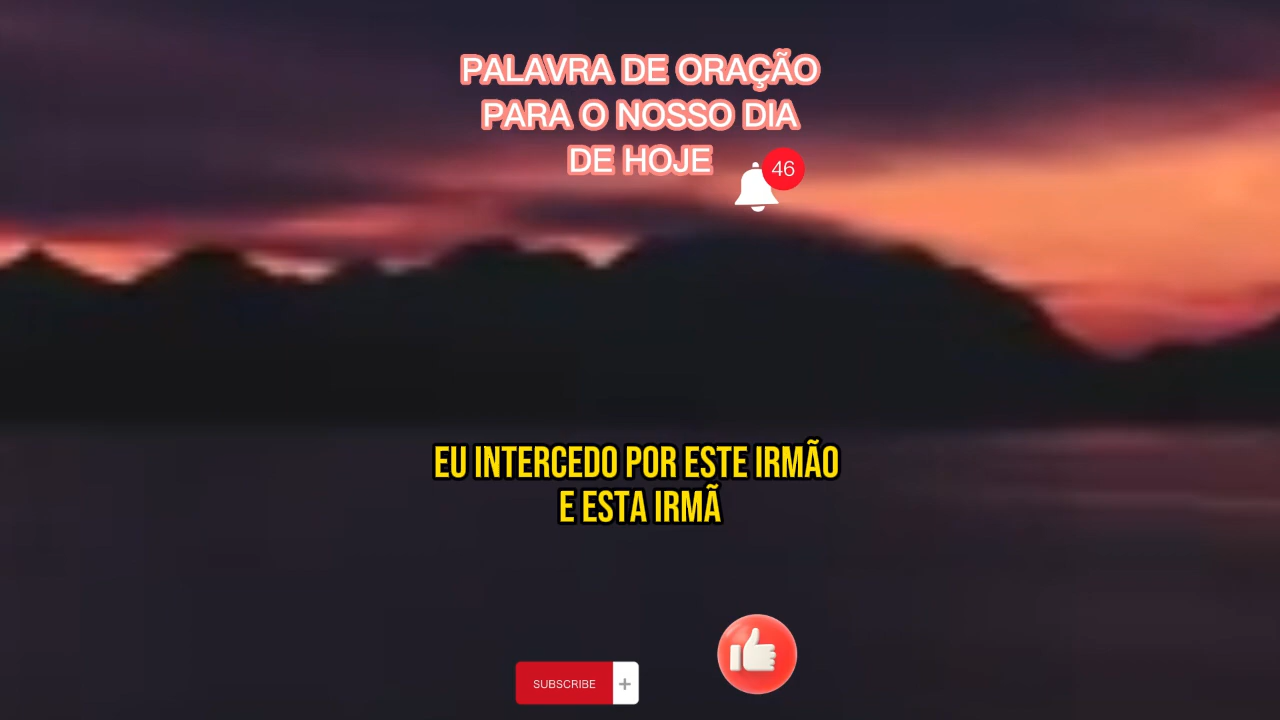 PALAVRA DE ORAÇÃO
PARA O NOSSO DIA
DE HOJE
46
EU INTERCEDO POR ESTE IRMÃO
E ESTA IRMÃ
SUBSCRIBE +